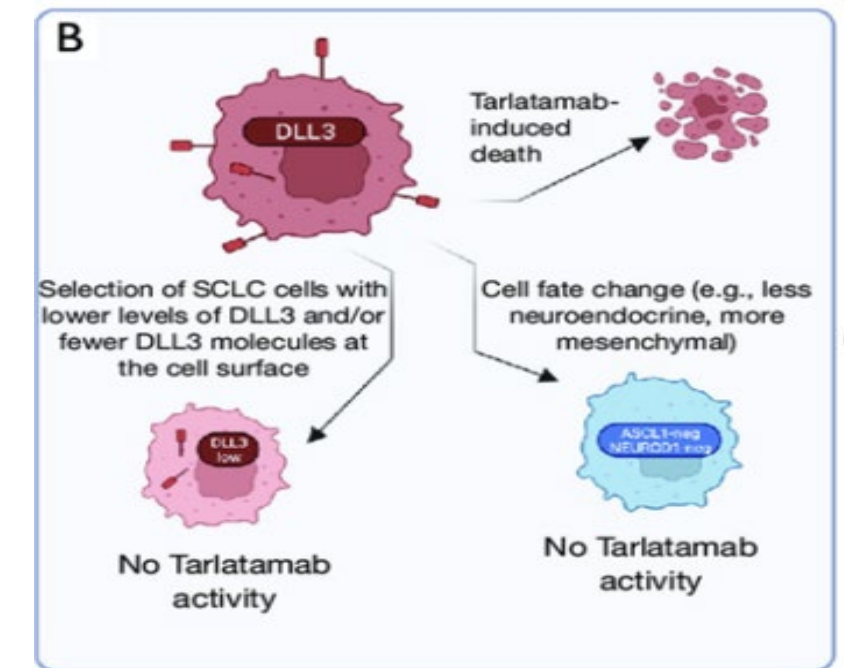 B
DLL3
Tarlatamab-
induced
death
Selection of SCLC cells with
lower levels of DLL3 and/or
fewer DLL3 molecules at
the cell surface
Cell fate change (e.g., less
neuroendocrine, more
mesenchymal)
DLL3
low
ASCL1-neg
NEUROD1-neg
No Tarlatamab
activity
No Tarlatamab
activity